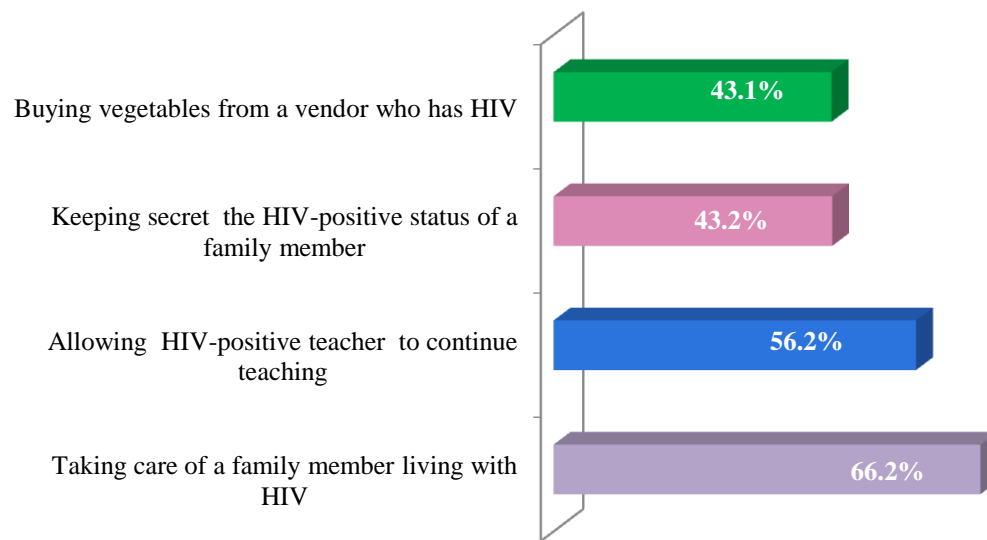 Buying vegetables from a vendor who has HIV
43.1%
Keeping secret the HIV-positive status of a
family member
43.2%
Allowing HIV-positive teacher to continue
teaching
56.2%
Taking care of a family member living with
HIV
66.2%